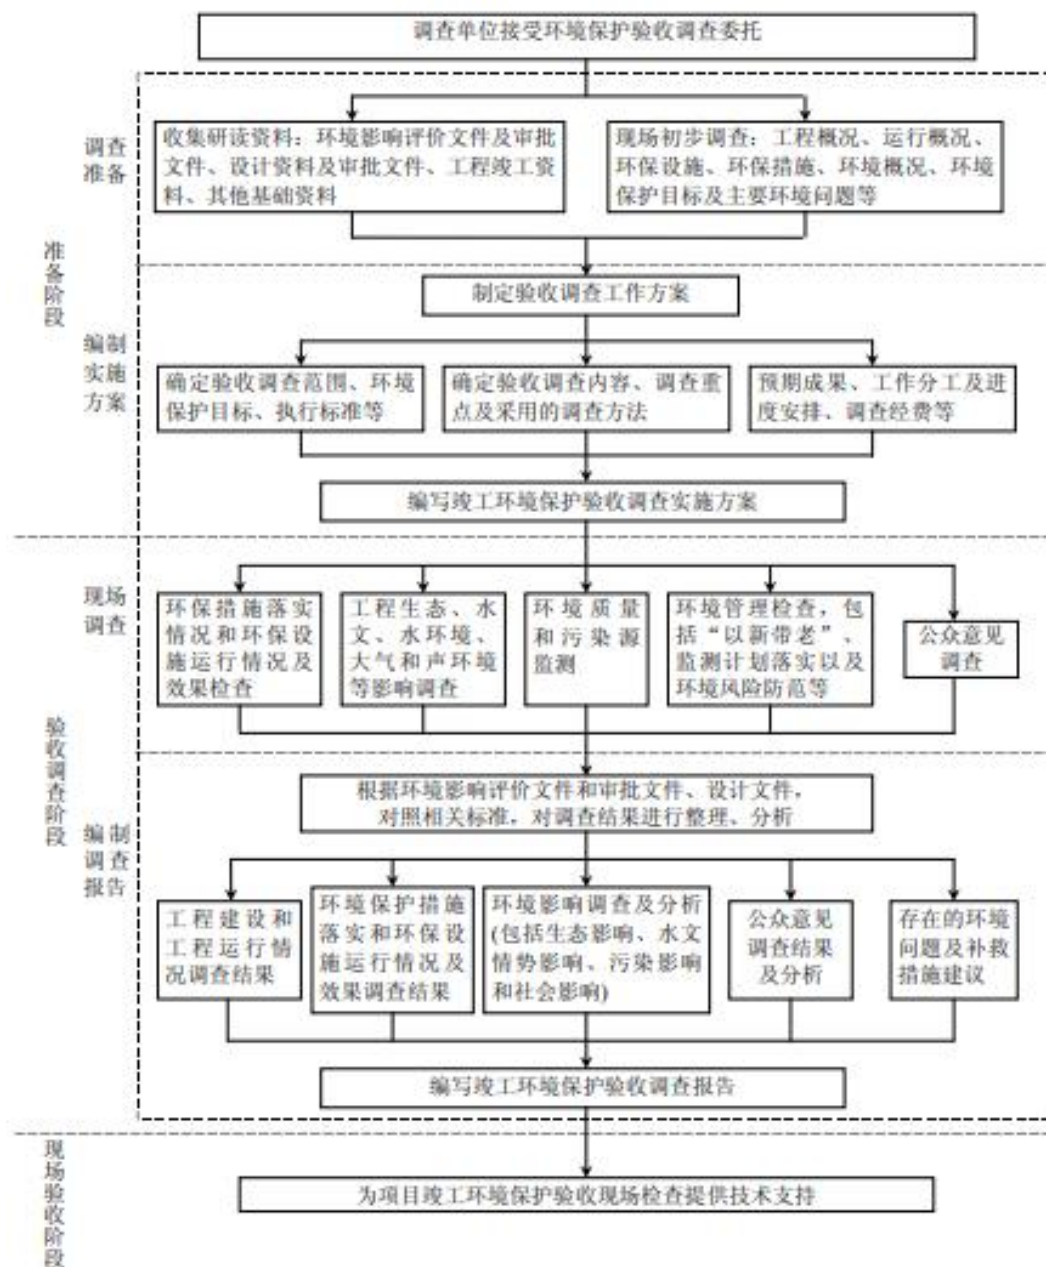 调查单位接受环境保护验收调查委托
调查
准备
收集研读资料：环境影响评价文件及审批
文件、设计资料及审批文件、工程竣工资
料、其他基础资料
现场初步调查：工程概况、运行概况、
环保设施、环保措施、环境概况、环境
保护目标及主要环境问题等
准备阶段
制定验收调查工作方案
编制
实施
方案
确定验收调查范围、环境
保护目标、执行标准等
确定验收调查内容、调查重
点及采用的调查方法
预期成果、工作分工及进
度安排、调查经费等
编写竣工环境保护验收调查实施方案
现场
调查
环保措施落实
情况和环保设
施运行情况及
效果检查
工程生态、水
文、水环境、
大气和声环境
等影响调查
环境质量
和污染源
监测
环境管理检查，包
括“以新带老”、
监测计划落实以及
环境风险防范等
公众意见
调查
验收调查阶段
根据环境影响评价文件和审批文件、设计文件，
对照相关标准，对调查结果进行整理、分析
编制
调查
报告
工程建设和
工程运行情
况调查结果
环境保护措施
落实和环保设
施运行情况及
效果调查结果
环境影响调查及分析
(包括生态影响、水文
情势影响、污染影响
和社会影响)
公众意见
调查结果
及分析
存在的环境
问题及补救
措施建议
编写竣工环境保护验收调查报告
现场验收阶段
为项目竣工环境保护验收现场检查提供技术支持